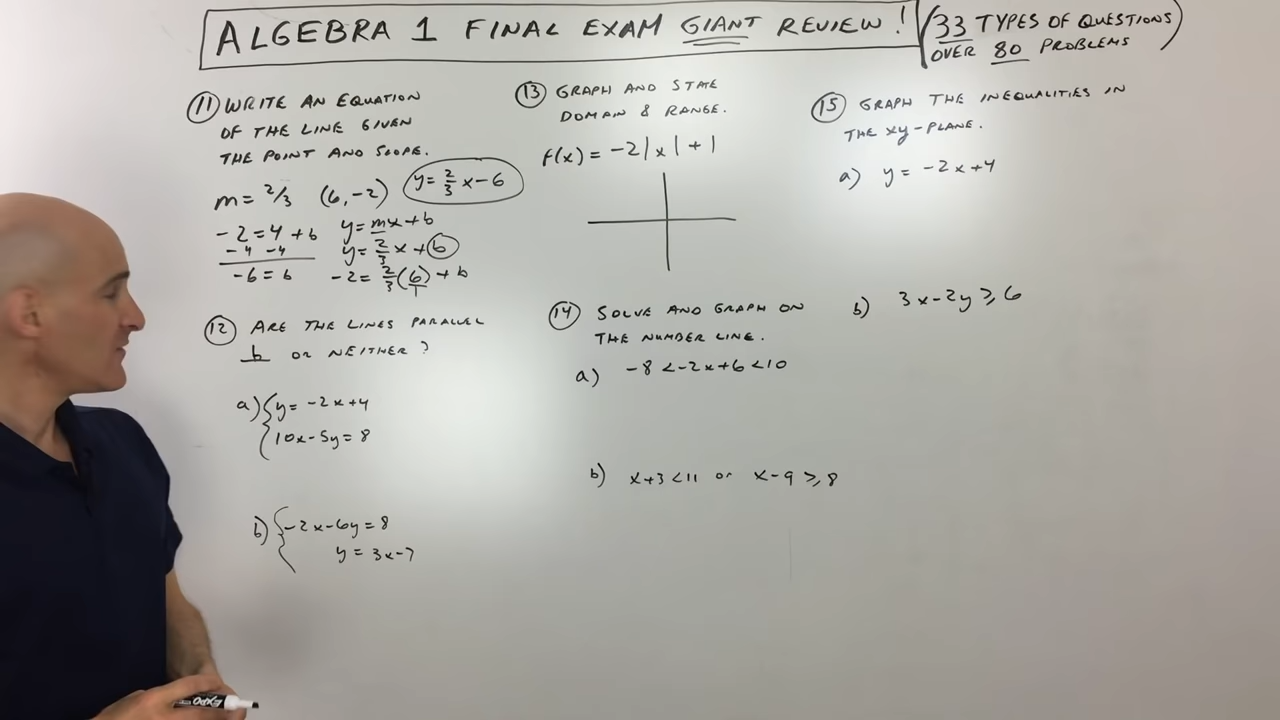 ALGEBRA 1 FINAL EXAM GIANT REVIEW!
(33 TYPES OF QUESTIONS
OVER 80 PROBLEMS)
11 WRITE AN EQUATION
OF THE LINE GIVEN
THE POINT AND SLOPE.
m = 2/3 (6, -2) y = 2/3 x - 6
-2 = 4 + b y = mx + b
-4 -4 y = 2/3 x + b
-6 = b -2 = 2/3 (6/1) + b
12 ARE THE LINES PARALLEL
b OR NEITHER?
a) { y = -2x+4
10x - 5y = 8
b) { -2x - 6y = 8
y = 3x - 7
13 GRAPH AND STATE
DOMAIN & RANGE.
f(x) = -2|x| + 1
14 SOLVE AND GRAPH ON
THE NUMBER LINE.
a) -8 < -2x + 6 < 10
b) x + 3 < 11 or x - 9 ≥ 8
15 GRAPH THE INEQUALITIES IN
THE xy-PLANE.
a) y = -2x + 4
b) 3x - 2y ≥ 6
EXPO